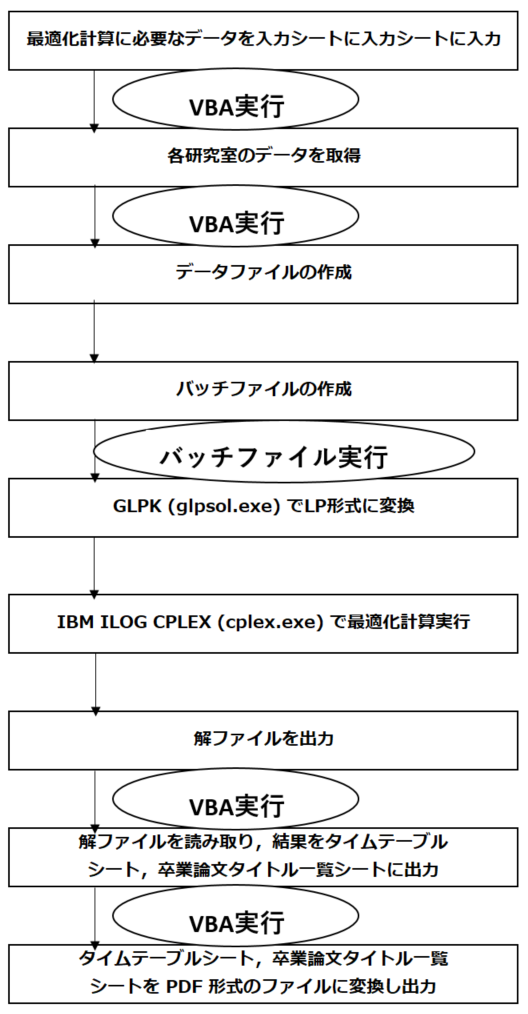 最適化計算に必要なデータを入力シートに入力シートに入力
VBA実行
各研究室のデータを取得
VBA実行
データファイルの作成
バッチファイルの作成
バッチファイル実行
GLPK (glpsol.exe) でLP形式に変換
IBM ILOG CPLEX (cplex.exe) で最適化計算実行
解ファイルを出力
VBA実行
解ファイルを読み取り，結果をタイムテーブル
シート，卒業論文タイトル一覧シートに出力
VBA実行
タイムテーブルシート，卒業論文タイトル一覧
シートを PDF 形式のファイルに変換し出力